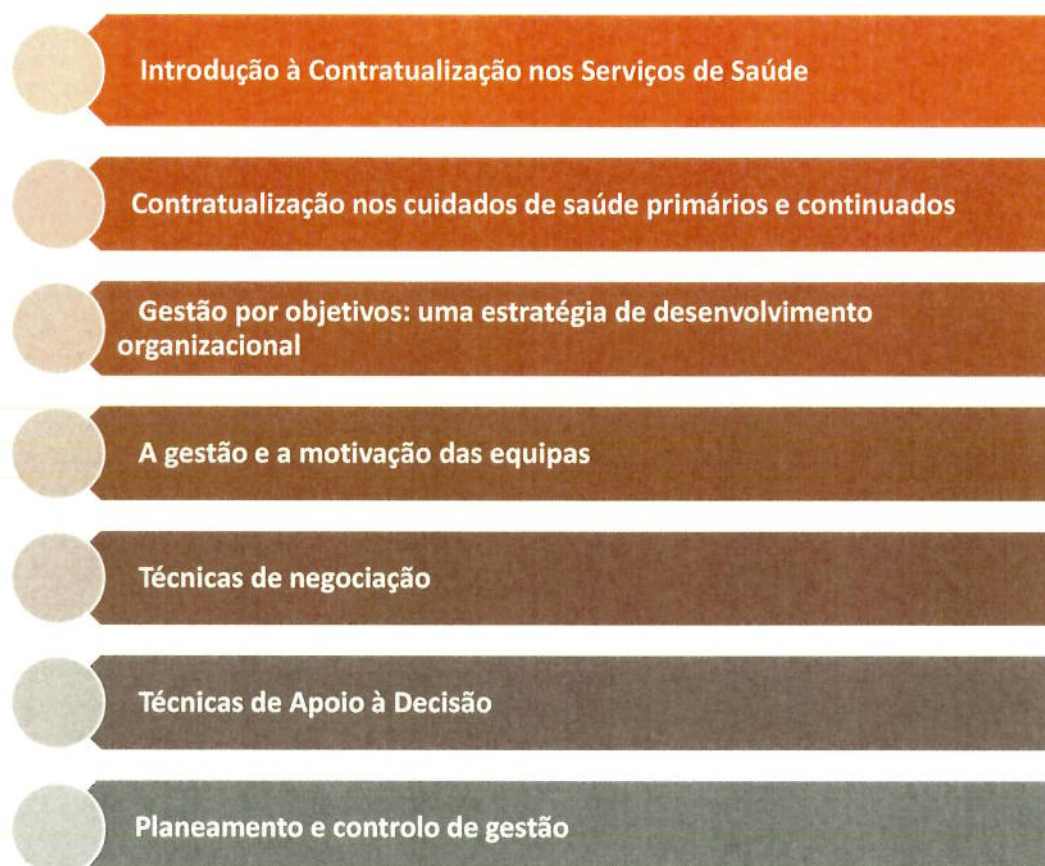 Introdução à Contratualização nos Serviços de Saúde
Contratualização nos cuidados de saúde primários e continuados
Gestão por objetivos: uma estratégia de desenvolvimento
organizacional
A gestão e a motivação das equipas
Técnicas de negociação
Técnicas de Apoio à Decisão
Planeamento e controlo de gestão